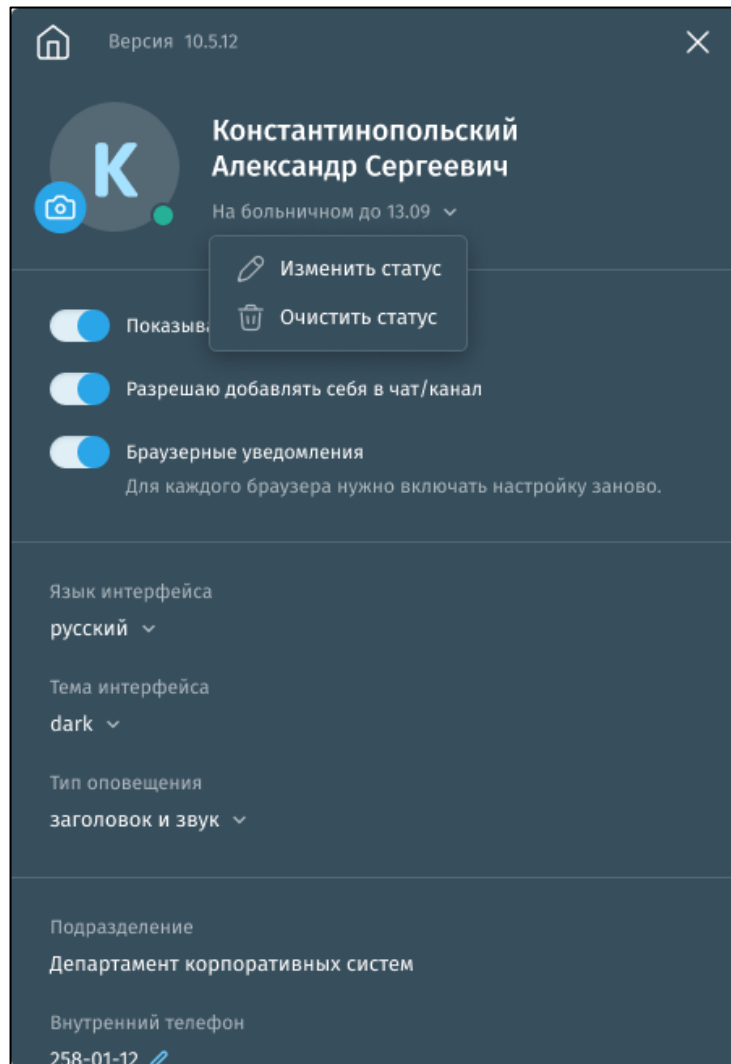 Версия 10.5.12
К
Константинопольский
Александр Сергеевич
На больничном до 13.09
Изменить статус
Очистить статус
Разрешаю добавлять себя в чат/канал
Браузерные уведомления
Для каждого браузера нужно включать настройку заново.
Язык интерфейса
русский
Тема интерфейса
dark
Тип оповещения
заголовок и звук
Подразделение
Департамент корпоративных систем
Внутренний телефон
258-01-12